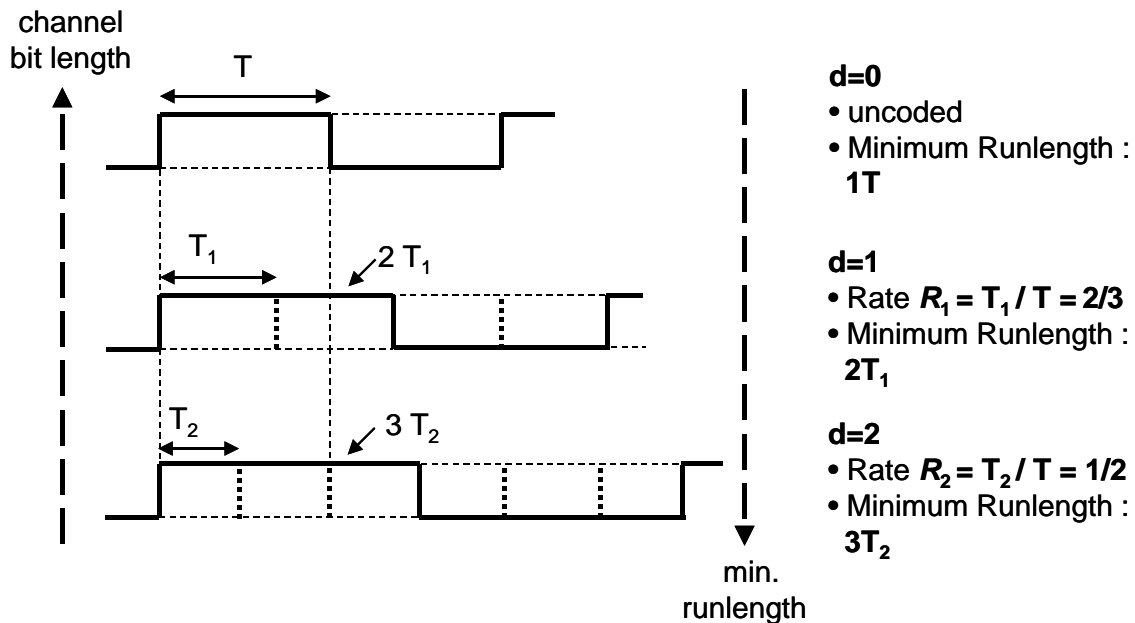 channel
bit length
T
d=0
• uncoded
• Minimum Runlength :
1T
T₁
2 T₁
d=1
• Rate R₁ = T₁ / T = 2/3
• Minimum Runlength :
2T₁
T₂
3 T₂
d=2
• Rate R₂ = T₂ / T = 1/2
• Minimum Runlength :
3T₂
min.
runlength